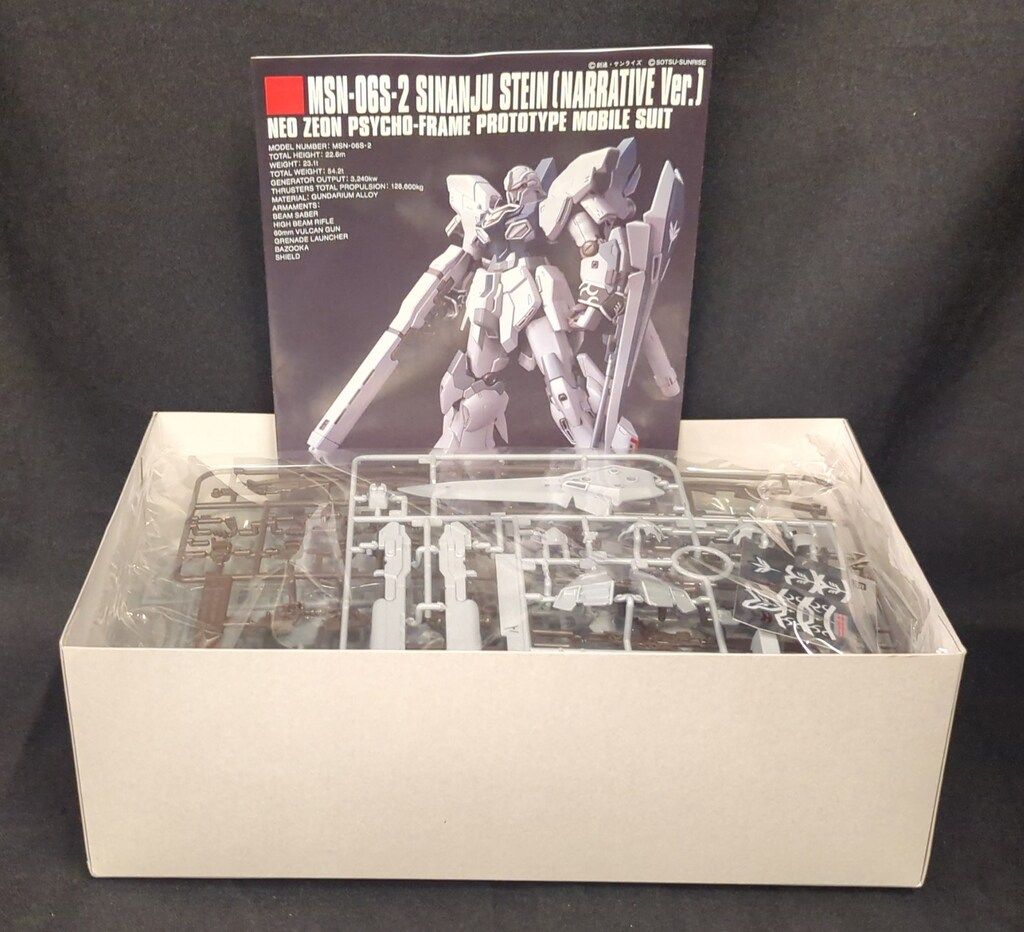 ©創通・サンライズ ©SOTSU-SUNRISE
MSN-06S-2 SINANJU STEIN (NARRATIVE Ver.)
NEO ZEON PSYCHO-FRAME PROTOTYPE MOBILE SUIT
MODEL NUMBER: MSN-06S-2
TOTAL HEIGHT: 22.6m
WEIGHT: 23.1t
TOTAL WEIGHT: 54.2t
GENERATOR OUTPUT: 3,240kw
THRUSTERS TOTAL PROPULSION: 128,600kg
MATERIAL: GUNDARIUM ALLOY
ARMAMENTS:
BEAM SABER
HIGH BEAM RIFLE
60mm VULCAN GUN
GRENADE LAUNCHER
BAZOOKA
SHIELD
A